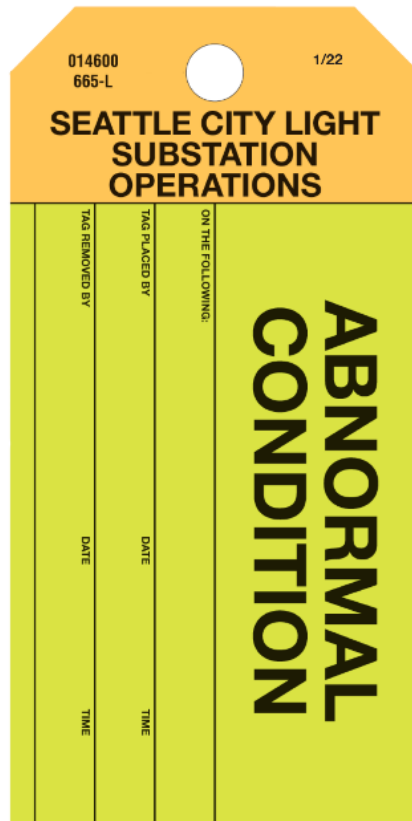 014600
665-L
1/22
SEATTLE CITY LIGHT
SUBSTATION
OPERATIONS
ABNORMAL
CONDITION
ON THE FOLLOWING:
TAG PLACED BY DATE TIME
TAG REMOVED BY DATE TIME